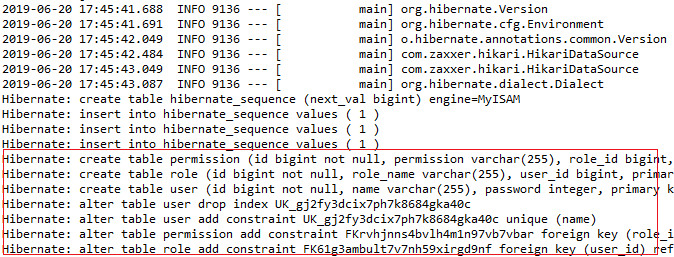 2019-06-20 17:45:41.688  INFO 9136 --- [           main] org.hibernate.Version
2019-06-20 17:45:41.691  INFO 9136 --- [           main] org.hibernate.cfg.Environment
2019-06-20 17:45:42.049  INFO 9136 --- [           main] o.hibernate.annotations.common.Version
2019-06-20 17:45:42.484  INFO 9136 --- [           main] com.zaxxer.hikari.HikariDataSource
2019-06-20 17:45:43.049  INFO 9136 --- [           main] com.zaxxer.hikari.HikariDataSource
2019-06-20 17:45:43.087  INFO 9136 --- [           main] org.hibernate.dialect.Dialect
Hibernate: create table hibernate_sequence (next_val bigint) engine=MyISAM
Hibernate: insert into hibernate_sequence values ( 1 )
Hibernate: insert into hibernate_sequence values ( 1 )
Hibernate: insert into hibernate_sequence values ( 1 )
Hibernate: create table permission (id bigint not null, permission varchar(255), role_id bigint,
Hibernate: create table role (id bigint not null, role_name varchar(255), user_id bigint, primar
Hibernate: create table user (id bigint not null, name varchar(255), password integer, primary k
Hibernate: alter table user drop index UK_gj2fy3dcix7ph7k8684gka40c
Hibernate: alter table user add constraint UK_gj2fy3dcix7ph7k8684gka40c unique (name)
Hibernate: alter table permission add constraint FKrvhjnns4bvlh4m1n97vb7vbar foreign key (role_i
Hibernate: alter table role add constraint FK61g3ambult7v7nh59xirgd9nf foreign key (user_id) ref